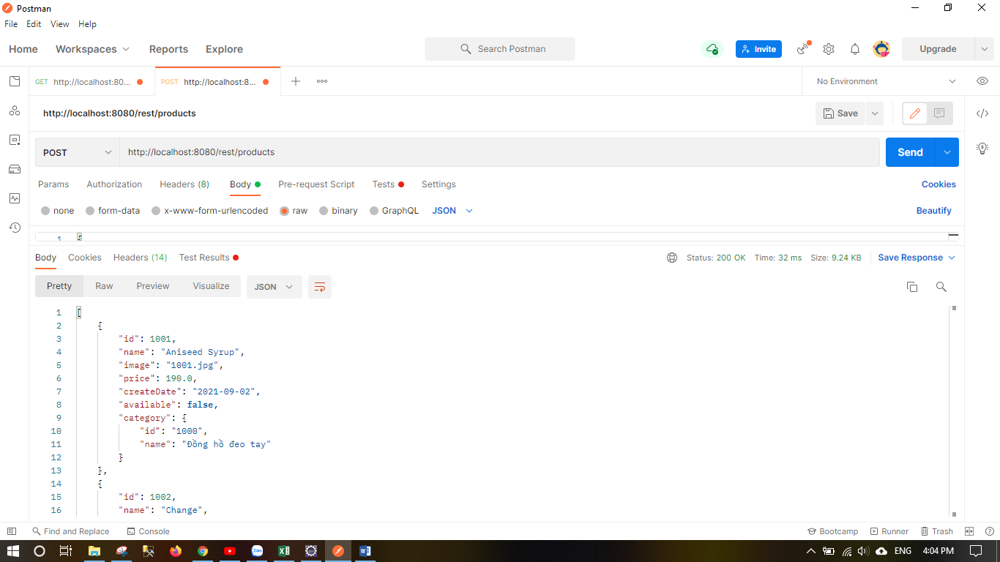 Postman
File Edit View Help
Home Workspaces Reports Explore Search Postman Invite Upgrade
GET http://localhost:80... POST http://localhost:8... No Environment
http://localhost:8080/rest/products Save
POST http://localhost:8080/rest/products Send
Params Authorization Headers (8) Body Pre-request Script Tests Settings Cookies
none form-data x-www-form-urlencoded raw binary GraphQL JSON Beautify
1
Body Cookies Headers (14) Test Results Status: 200 OK Time: 32 ms Size: 9.24 KB Save Response
Pretty Raw Preview Visualize JSON
1 [
2 {
3 "id": 1001,
4 "name": "Aniseed Syrup",
5 "image": "1001.jpg",
6 "price": 190.0,
7 "createDate": "2021-09-02",
8 "available": false,
9 "category": {
10 "id": "1000",
11 "name": "Đồng hồ đeo tay"
12 }
13 },
14 {
15 "id": 1002,
16 "name": "Change",
Find and Replace Console Bootcamp Runner Trash
Zalo ENG 4:04 PM